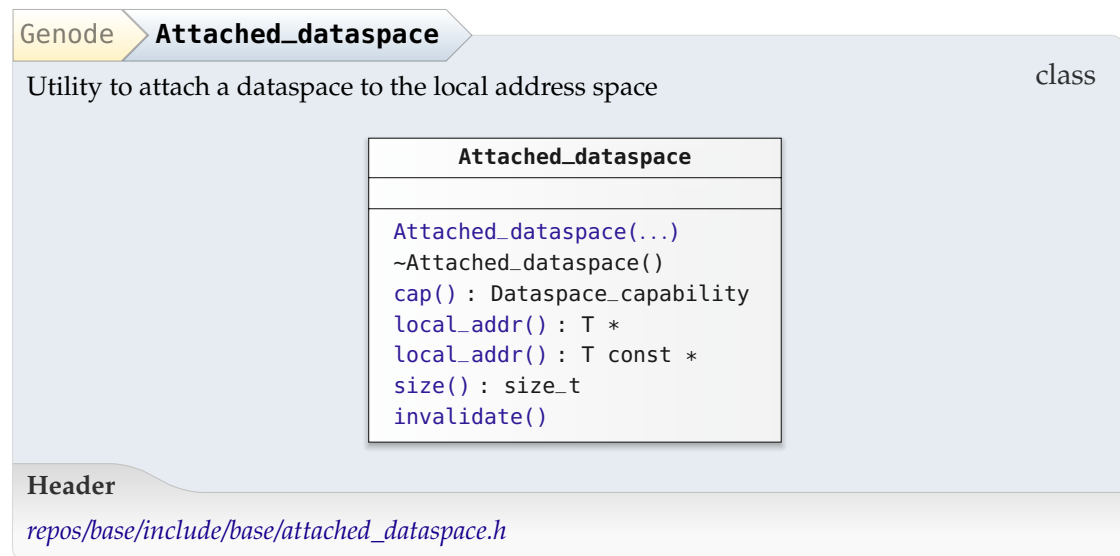 Genode Attached_dataspace
Utility to attach a dataspace to the local address space
class
Attached_dataspace
Attached_dataspace(...)
~Attached_dataspace()
cap() : Dataspace_capability
local_addr() : T *
local_addr() : T const *
size() : size_t
invalidate()
Header
repos/base/include/base/attached_dataspace.h